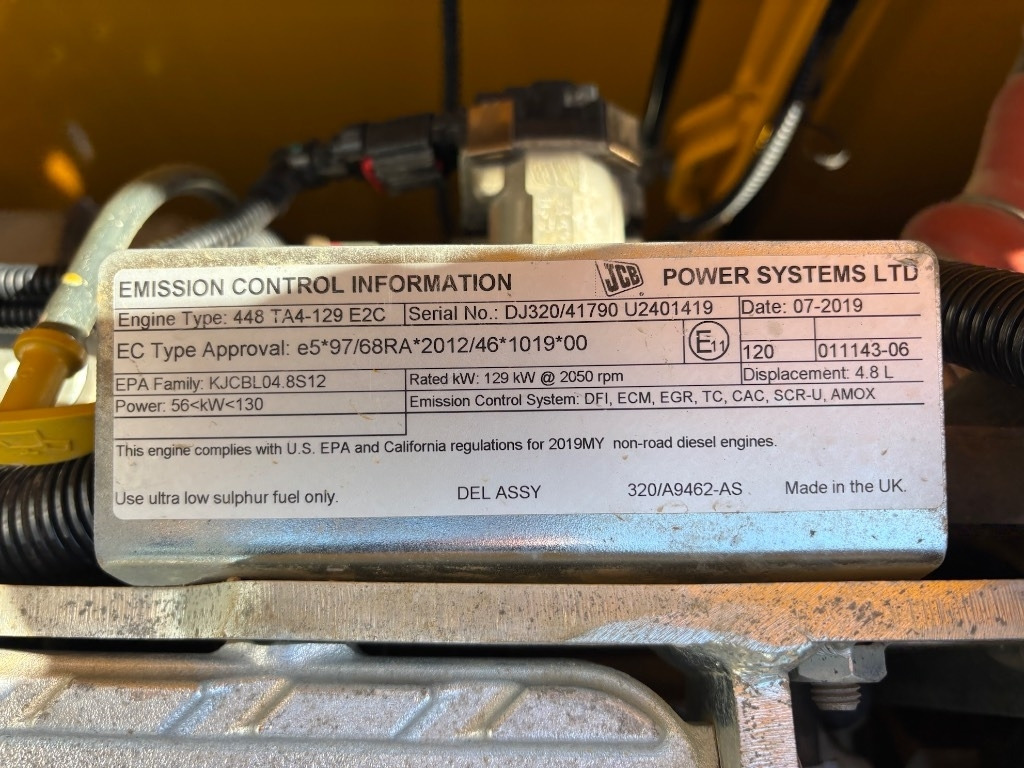 EMISSION CONTROL INFORMATION JCB POWER SYSTEMS LTD
Engine Type: 448 TA4-129 E2C Serial No.: DJ320/41790 U2401419 Date: 07-2019
EC Type Approval: e5*97/68RA*2012/46*1019*00 E11 120 011143-06
EPA Family: KJCBL04.8S12 Rated kW: 129 kW @ 2050 rpm Displacement: 4.8 L
Power: 56<kW<130 Emission Control System: DFI, ECM, EGR, TC, CAC, SCR-U, AMOX
This engine complies with U.S. EPA and California regulations for 2019MY non-road diesel engines.
Use ultra low sulphur fuel only. DEL ASSY 320/A9462-AS Made in the UK.